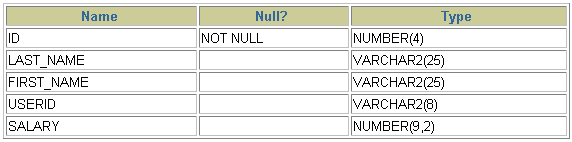 Name Null? Type
ID NOT NULL NUMBER(4)
LAST_NAME VARCHAR2(25)
FIRST_NAME VARCHAR2(25)
USERID VARCHAR2(8)
SALARY NUMBER(9,2)